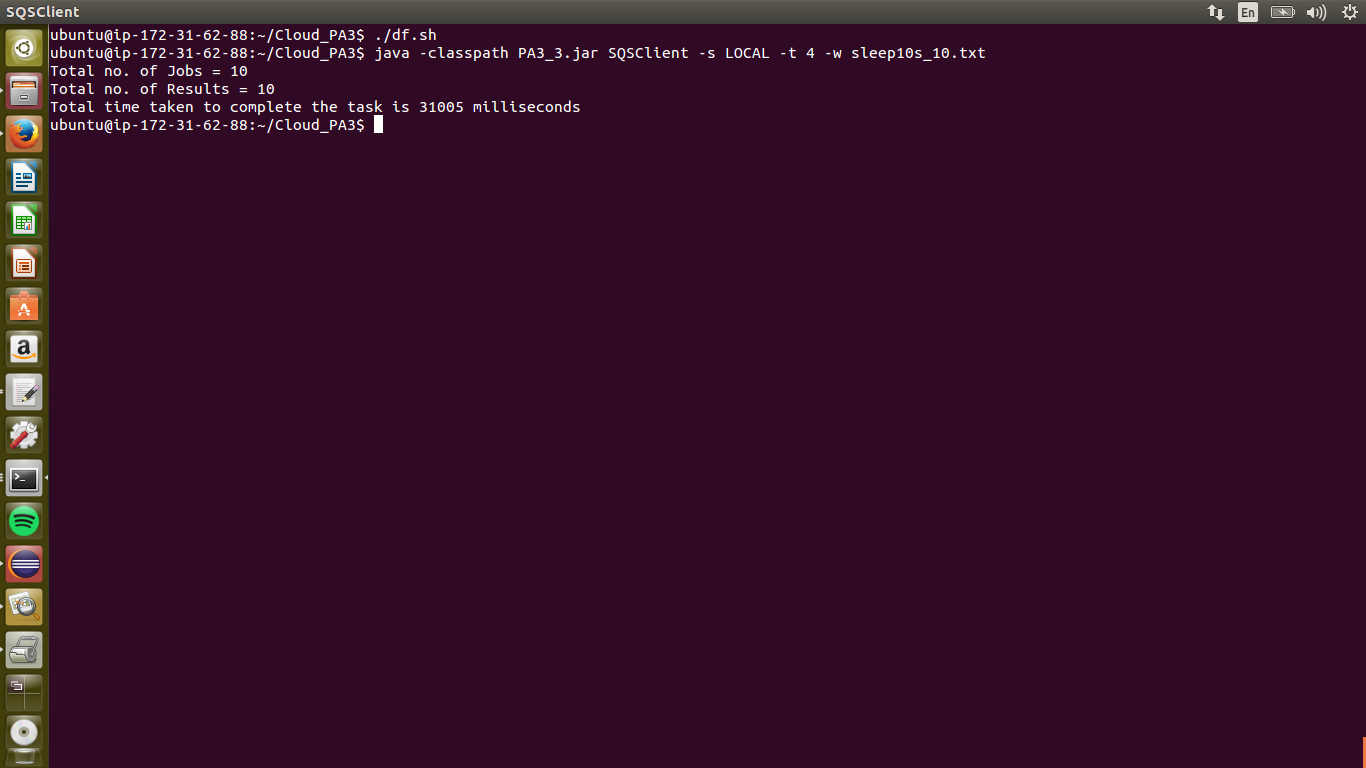 SQSClient
En
ubuntu@ip-172-31-62-88:~/Cloud_PA3$ ./df.sh
ubuntu@ip-172-31-62-88:~/Cloud_PA3$ java -classpath PA3_3.jar SQSClient -s LOCAL -t 4 -w sleep10s_10.txt
Total no. of Jobs = 10
Total no. of Results = 10
Total time taken to complete the task is 31005 milliseconds
ubuntu@ip-172-31-62-88:~/Cloud_PA3$